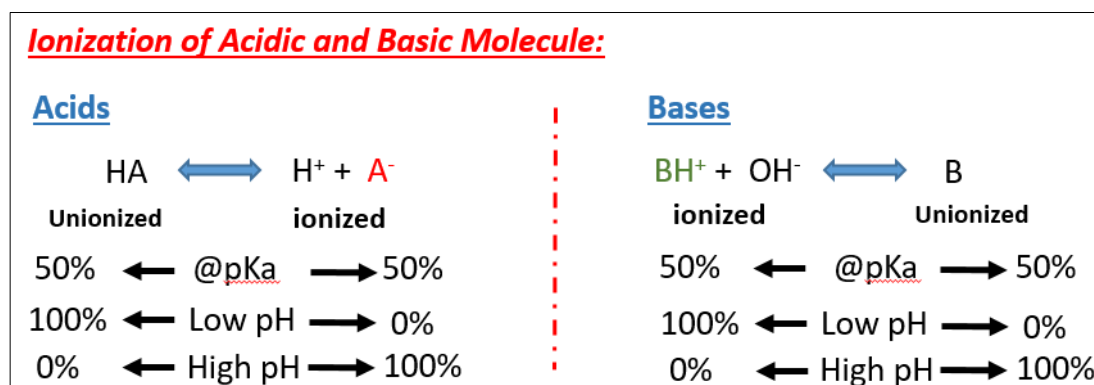 Ionization of Acidic and Basic Molecule:
Acids
HA H⁺ + A⁻
Unionized ionized
50% @pKa 50%
100% Low pH 0%
0% High pH 100%
Bases
BH⁺ + OH⁻ B
ionized Unionized
50% @pKa 50%
100% Low pH 0%
0% High pH 100%